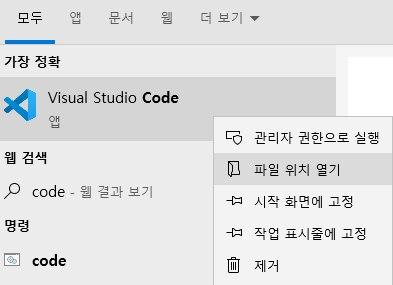 모두 앱 문서 웹 더 보기
가장 정확
Visual Studio Code
앱
관리자 권한으로 실행
웹 검색
파일 위치 열기
code - 웹 결과 보기
시작 화면에 고정
명령
작업 표시줄에 고정
code
제거